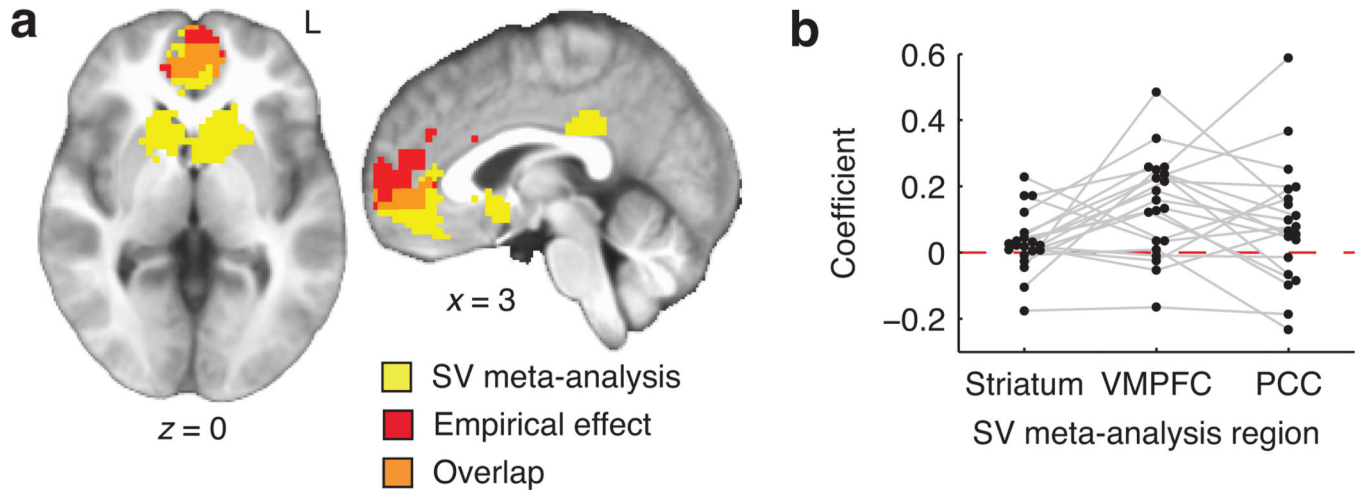 a
L
z = 0
x = 3
SV meta-analysis
Empirical effect
Overlap
b
Coefficient
0.6
0.4
0.2
0
−0.2
Striatum VMPFC PCC
SV meta-analysis region